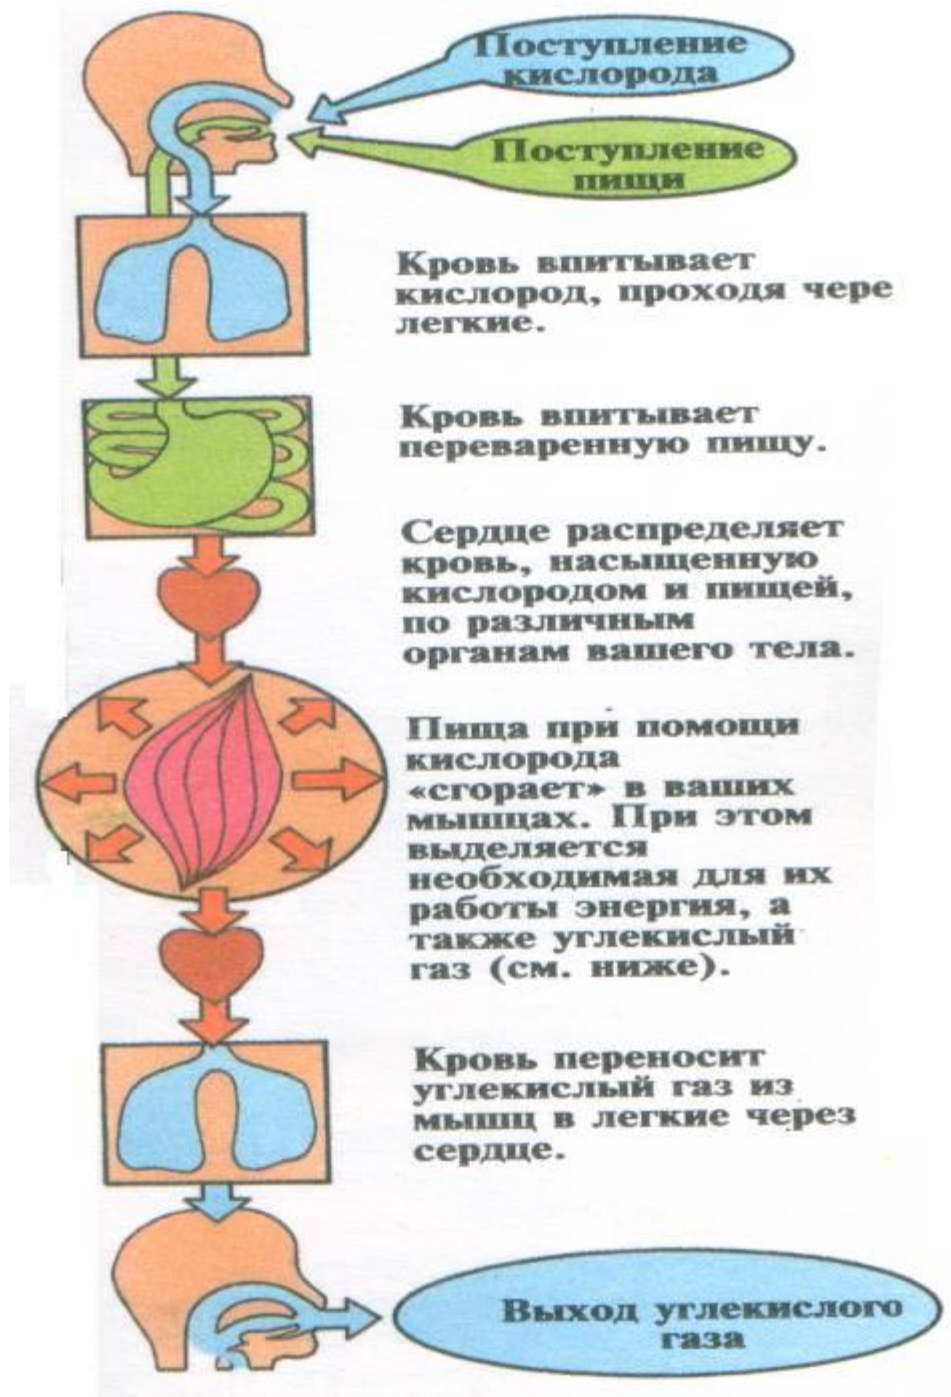 Поступление
кислорода
Поступление
пищи
Кровь впитывает
кислород, проходя чере
легкие.
Кровь впитывает
переваренную пищу.
Сердце распределяет
кровь, насыщенную
кислородом и пищей,
по различным
органам вашего тела.
Пища при помощи
кислорода
«сгорает» в ваших
мышцах. При этом
выделяется
необходимая для их
работы энергия, а
также углекислый
газ (см. ниже).
Кровь переносит
углекислый газ из
мышц в легкие через
сердце.
Выход углекислого
газа